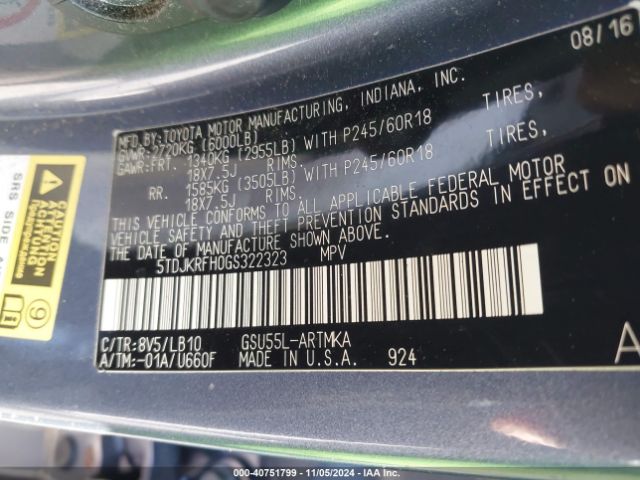 08/16
MFD.BY:TOYOTA MOTOR MANUFACTURING, INDIANA, INC.
GVWR:2720KG (6000LB)
GAWR:FRT. 1340KG (2955LB) WITH P245/60R18 TIRES,
18X7.5J RIMS.
RR. 1585KG (3505LB) WITH P245/60R18 TIRES,
18X7.5J RIMS.
THIS VEHICLE CONFORMS TO ALL APPLICABLE FEDERAL MOTOR
VEHICLE SAFETY AND THEFT PREVENTION STANDARDS IN EFFECT ON
THE DATE OF MANUFACTURE SHOWN ABOVE.
5TDJKRFH0GS322323 MPV
C/TR:8V5/LB10 GSU55L-ARTMKA
A/TM:-01A/U660F MADE IN U.S.A. 924
A
SRS SIDE
CAUTION
000-40751799 — 11/05/2024 — IAA Inc.